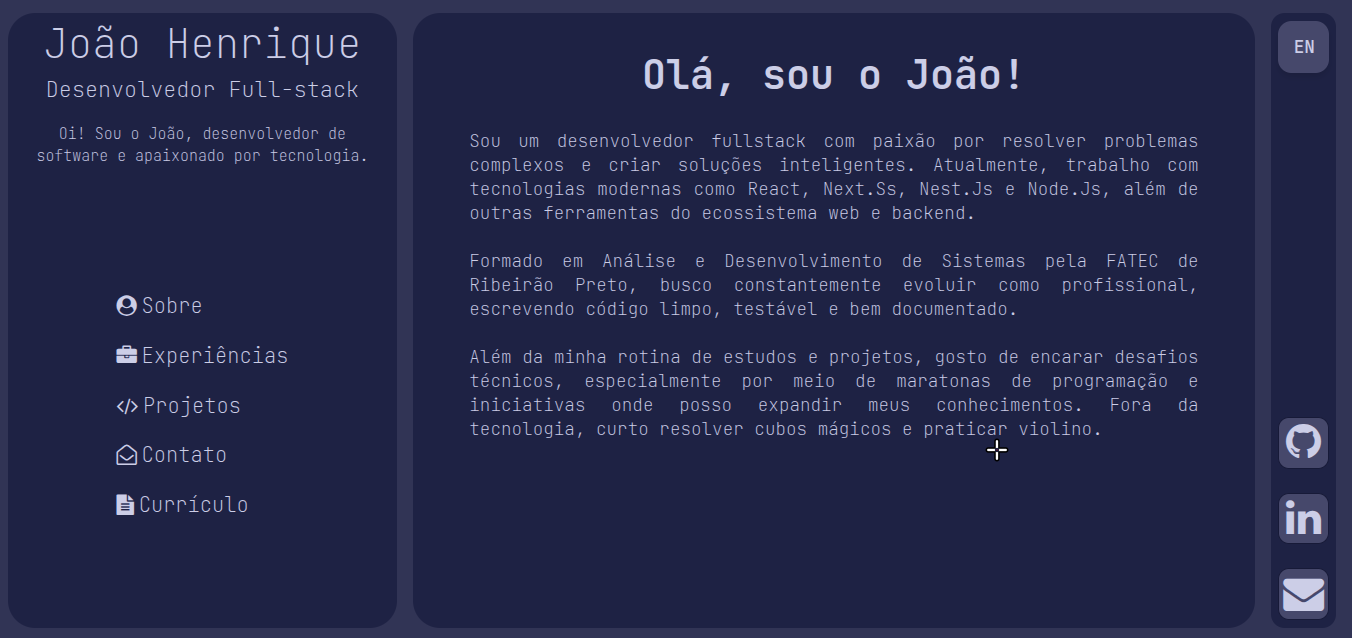 João Henrique
Desenvolvedor Full-stack
Oi! Sou o João, desenvolvedor de
software e apaixonado por tecnologia.
Sobre
Experiências
Projetos
Contato
Currículo
Olá, sou o João!
Sou um desenvolvedor fullstack com paixão por resolver problemas
complexos e criar soluções inteligentes. Atualmente, trabalho com
tecnologias modernas como React, Next.Ss, Nest.Js e Node.Js, além de
outras ferramentas do ecossistema web e backend.
Formado em Análise e Desenvolvimento de Sistemas pela FATEC de
Ribeirão Preto, busco constantemente evoluir como profissional,
escrevendo código limpo, testável e bem documentado.
Além da minha rotina de estudos e projetos, gosto de encarar desafios
técnicos, especialmente por meio de maratonas de programação e
iniciativas onde posso expandir meus conhecimentos. Fora da
tecnologia, curto resolver cubos mágicos e praticar violino.
EN
in